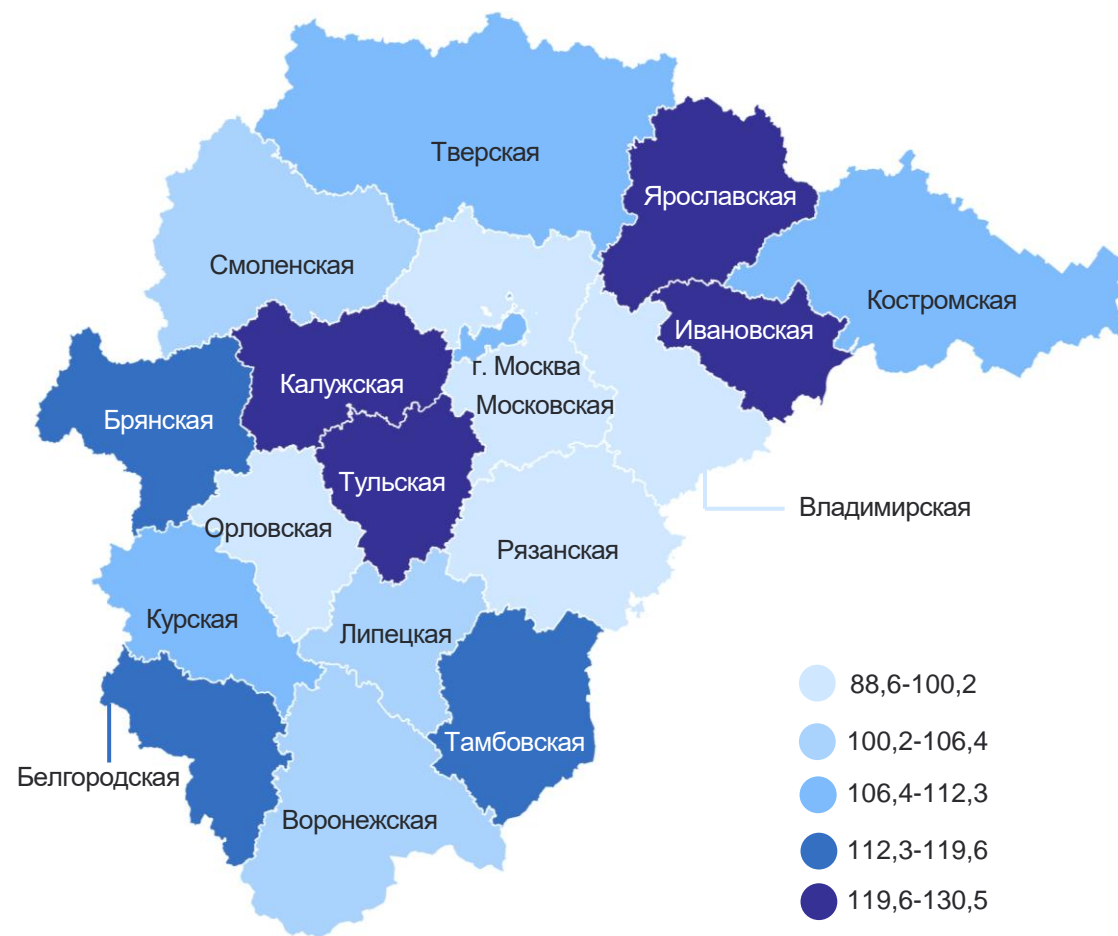 Тверская
Ярославская
Смоленская
Костромская
Ивановская
г. Москва
Калужская
Московская
Брянская
Тульская
Владимирская
Орловская
Рязанская
Курская
Липецкая
88,6-100,2
100,2-106,4
Тамбовская
Белгородская
106,4-112,3
Воронежская
112,3-119,6
119,6-130,5